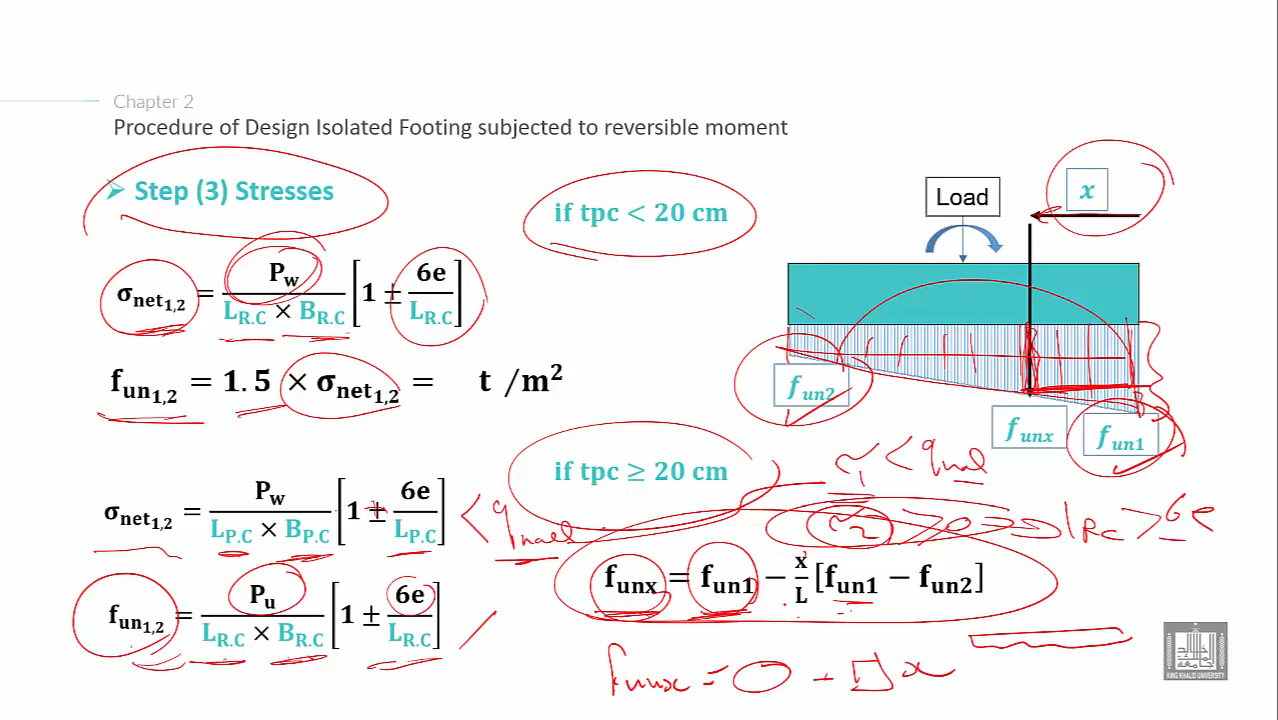 Chapter 2
Procedure of Design Isolated Footing subjected to reversible moment
➤ Step (3) Stresses
if tpc < 20 cm
σnet1,2 = Pw / (LR.C × BR.C) [1 ± 6e / LR.C]
fun1,2 = 1.5 × σnet1,2 = t /m²
if tpc ≥ 20 cm
σnet1,2 = Pw / (LP.C × BP.C) [1 ± 6e / LP.C]
fun1,2 = Pu / (LR.C × BR.C) [1 ± 6e / LR.C]
Load
x
fun2
funx
fun1
funx = fun1 − x/L [fun1 − fun2]
KING KHALID UNIVERSITY